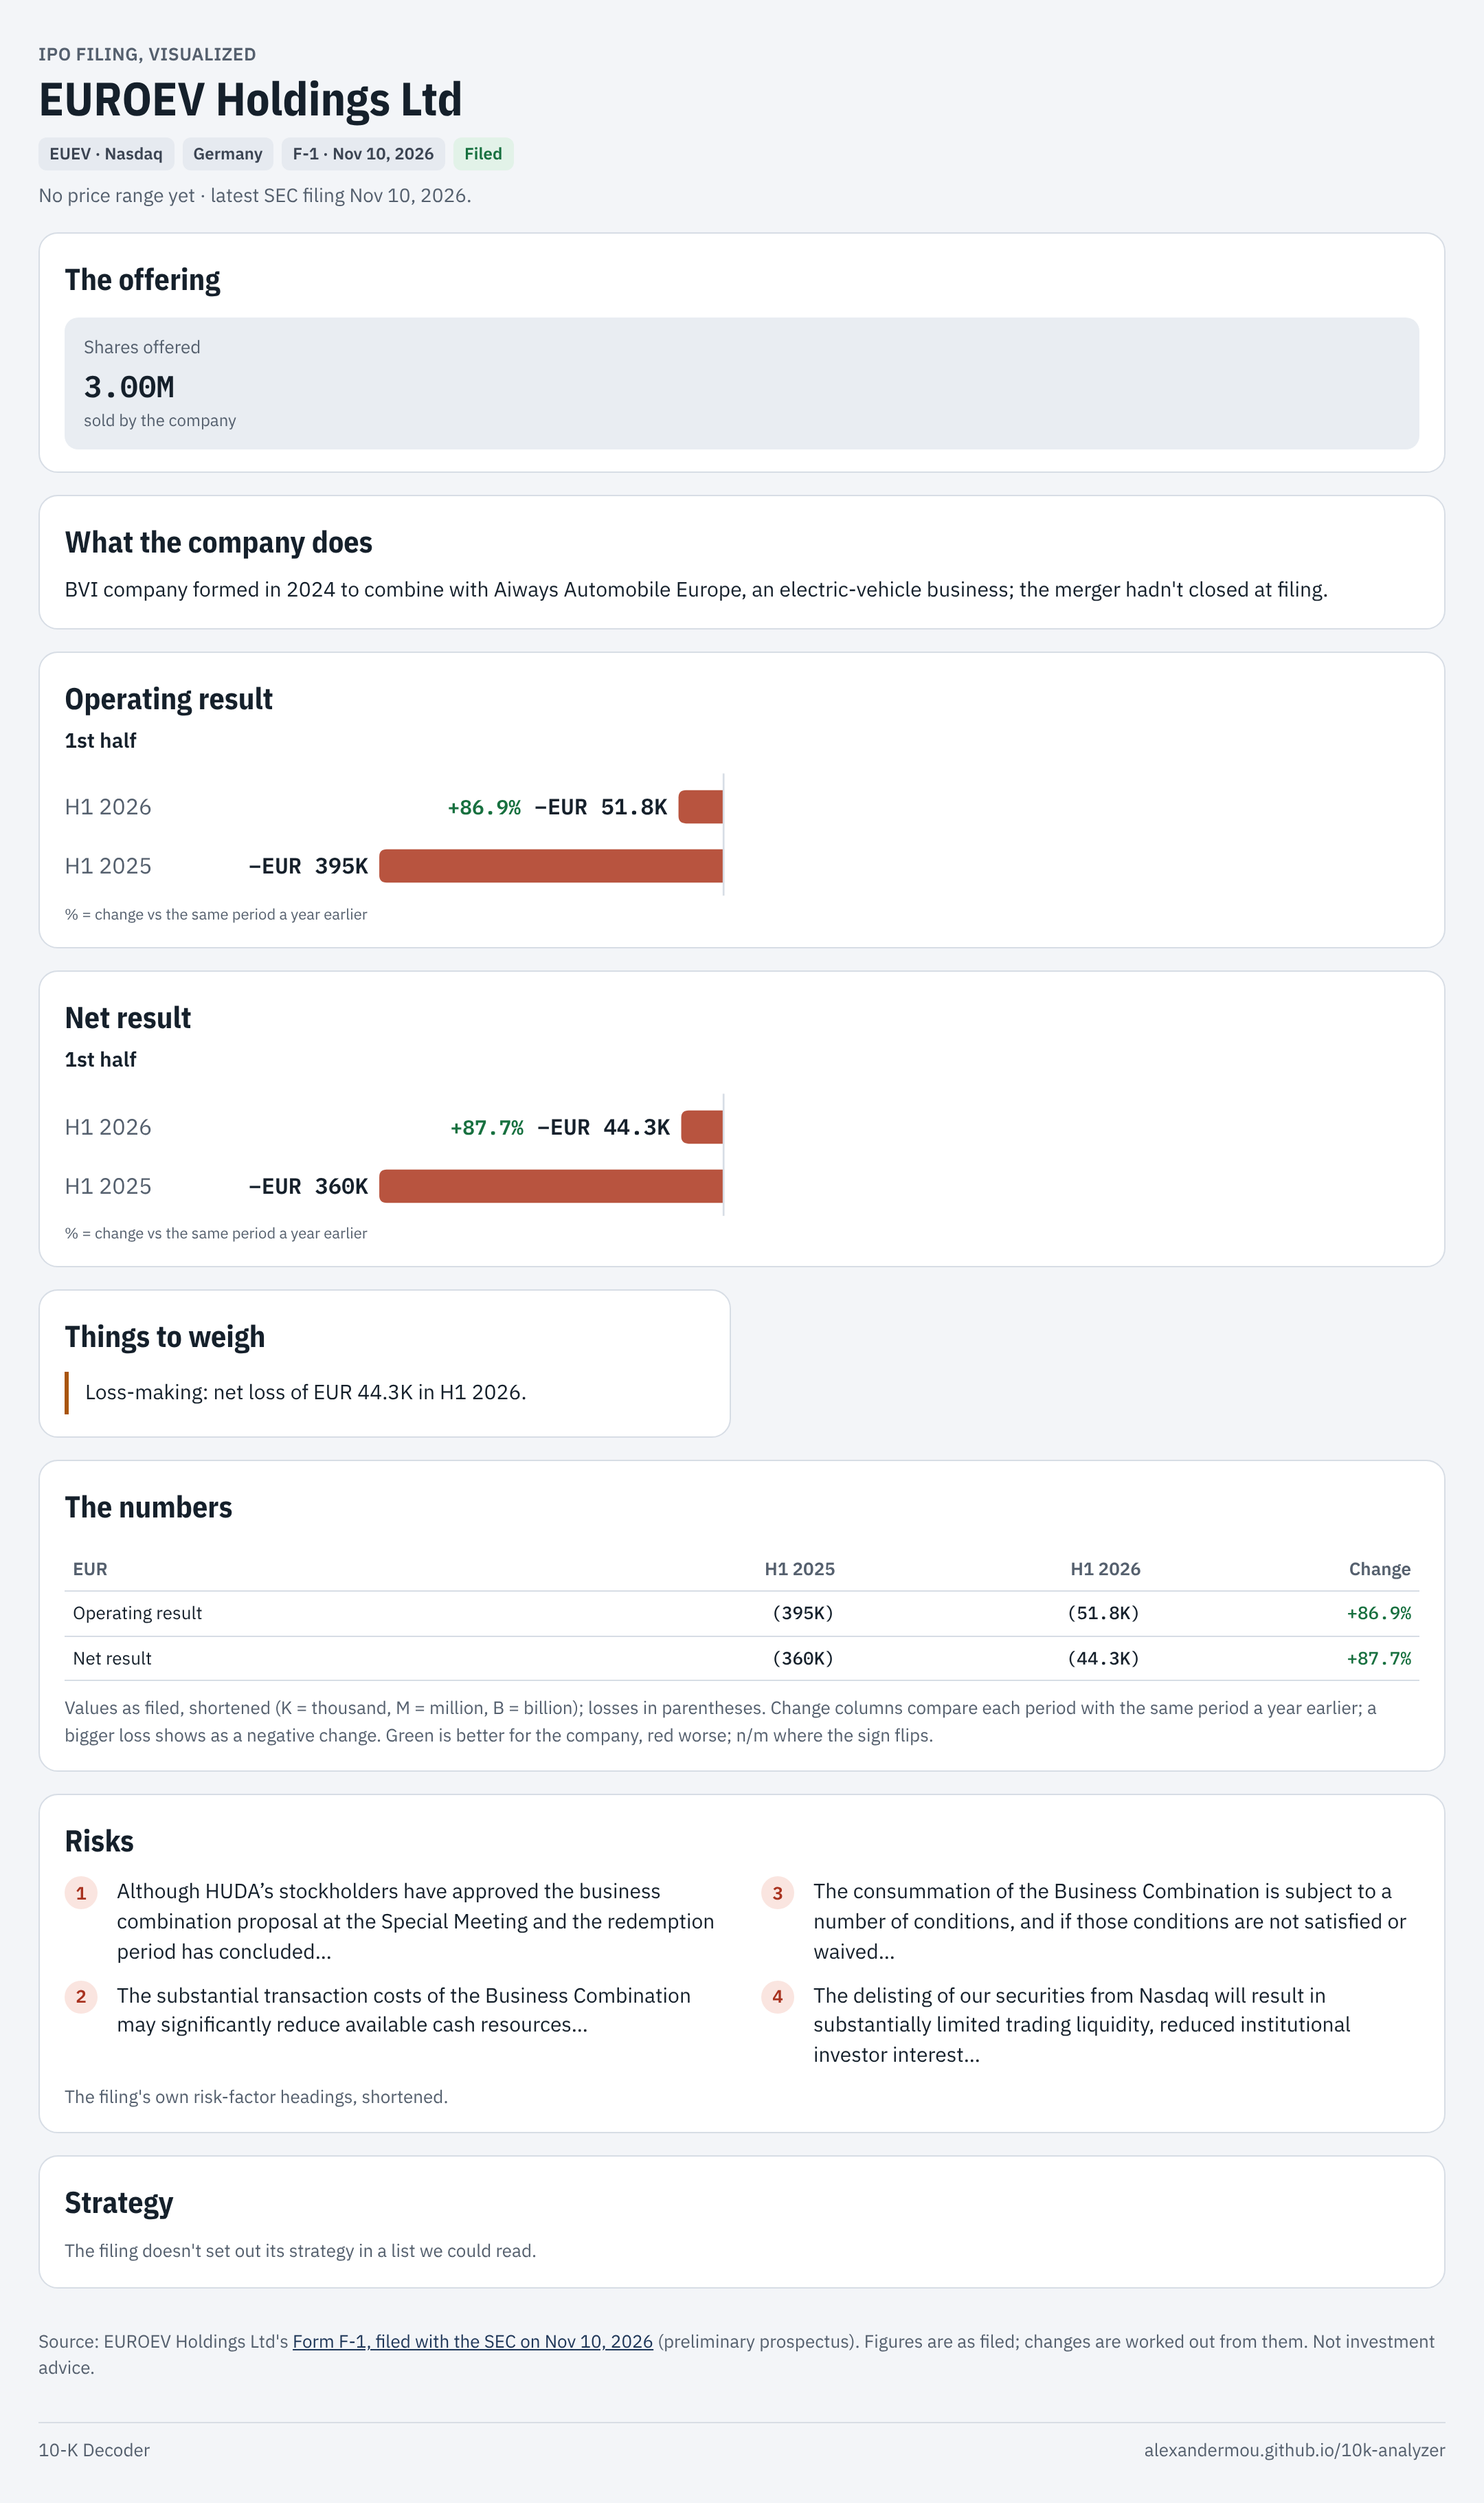 IPO FILING, VISUALIZED
EUROEV Holdings Ltd
EUEV · Nasdaq
Germany
F-1 · Nov 10, 2026
Filed
No price range yet · latest SEC filing Nov 10, 2026.
The offering
Shares offered
3.00M
sold by the company
What the company does
BVI company formed in 2024 to combine with Aiways Automobile Europe, an electric-vehicle business; the merger hadn't closed at filing.
Operating result
1st half
H1 2026 +86.9% −EUR 51.8K
H1 2025 −EUR 395K
% = change vs the same period a year earlier
Net result
1st half
H1 2026 +87.7% −EUR 44.3K
H1 2025 −EUR 360K
% = change vs the same period a year earlier
Things to weigh
Loss-making: net loss of EUR 44.3K in H1 2026.
The numbers
EUR H1 2025 H1 2026 Change
Operating result (395K) (51.8K) +86.9%
Net result (360K) (44.3K) +87.7%
Values as filed, shortened (K = thousand, M = million, B = billion); losses in parentheses. Change columns compare each period with the same period a year earlier; a
bigger loss shows as a negative change. Green is better for the company, red worse; n/m where the sign flips.
Risks
1 Although HUDA’s stockholders have approved the business
combination proposal at the Special Meeting and the redemption
period has concluded…
2 The substantial transaction costs of the Business Combination
may significantly reduce available cash resources…
3 The consummation of the Business Combination is subject to a
number of conditions, and if those conditions are not satisfied or
waived…
4 The delisting of our securities from Nasdaq will result in
substantially limited trading liquidity, reduced institutional
investor interest…
The filing's own risk-factor headings, shortened.
Strategy
The filing doesn't set out its strategy in a list we could read.
Source: EUROEV Holdings Ltd's Form F-1, filed with the SEC on Nov 10, 2026 (preliminary prospectus). Figures are as filed; changes are worked out from them. Not investment
advice.
10-K Decoder
alexandermou.github.io/10k-analyzer